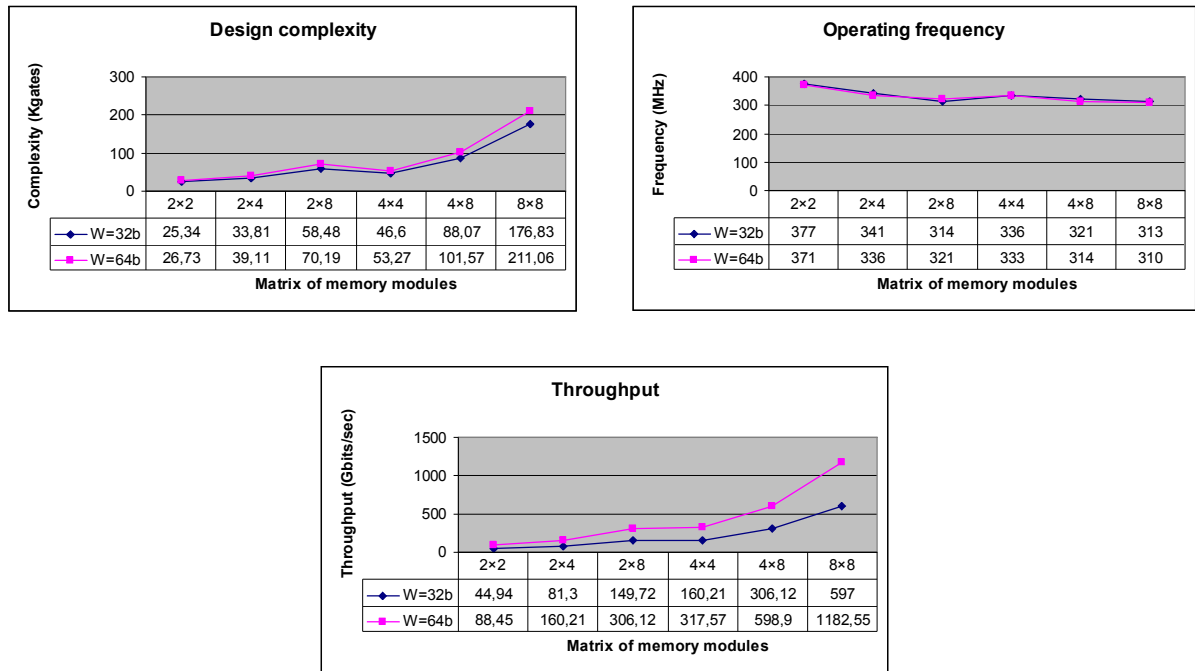 Design complexity
Complexity (Kgates)
300
200
100
0
2×2 2×4 2×8 4×4 4×8 8×8
W=32b 25,34 33,81 58,48 46,6 88,07 176,83
W=64b 26,73 39,11 70,19 53,27 101,57 211,06
Matrix of memory modules
Operating frequency
Frequency (MHz)
400
300
200
100
0
2×2 2×4 2×8 4×4 4×8 8×8
W=32b 377 341 314 336 321 313
W=64b 371 336 321 333 314 310
Matrix of memory modules
Throughput
Throughput (Gbits/sec)
1500
1000
500
0
2×2 2×4 2×8 4×4 4×8 8×8
W=32b 44,94 81,3 149,72 160,21 306,12 597
W=64b 88,45 160,21 306,12 317,57 598,9 1182,55
Matrix of memory modules